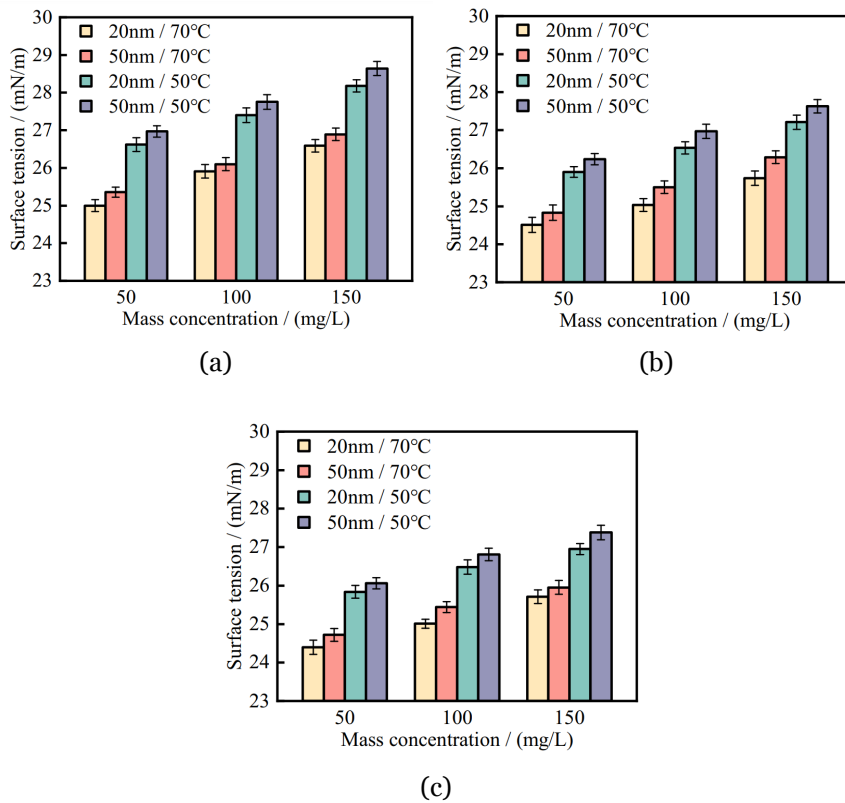 30
29
28
27
26
25
24
23
Surface tension / (mN/m)
20nm / 70℃
50nm / 70℃
20nm / 50℃
50nm / 50℃
50 100 150
Mass concentration / (mg/L)
(a)
30
29
28
27
26
25
24
23
Surface tension / (mN/m)
20nm / 70℃
50nm / 70℃
20nm / 50℃
50nm / 50℃
50 100 150
Mass concentration / (mg/L)
(b)
30
29
28
27
26
25
24
23
Surface tension / (mN/m)
20nm / 70℃
50nm / 70℃
20nm / 50℃
50nm / 50℃
50 100 150
Mass concentration / (mg/L)
(c)